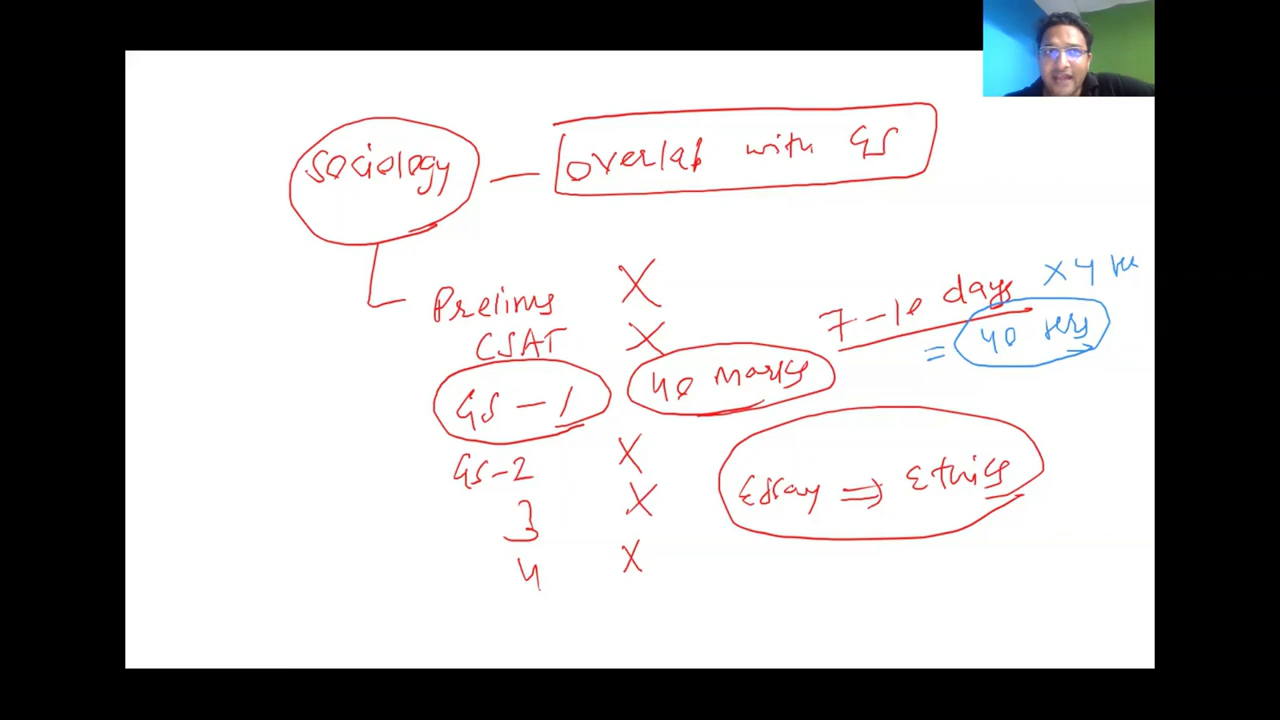 Sociology — overlap with GS
Prelims X
CSAT X
7-10 days × 4
= 40 hrs
GS-1 40 marks
GS-2 X
Essay ⇒ Ethics
3 X
4 X